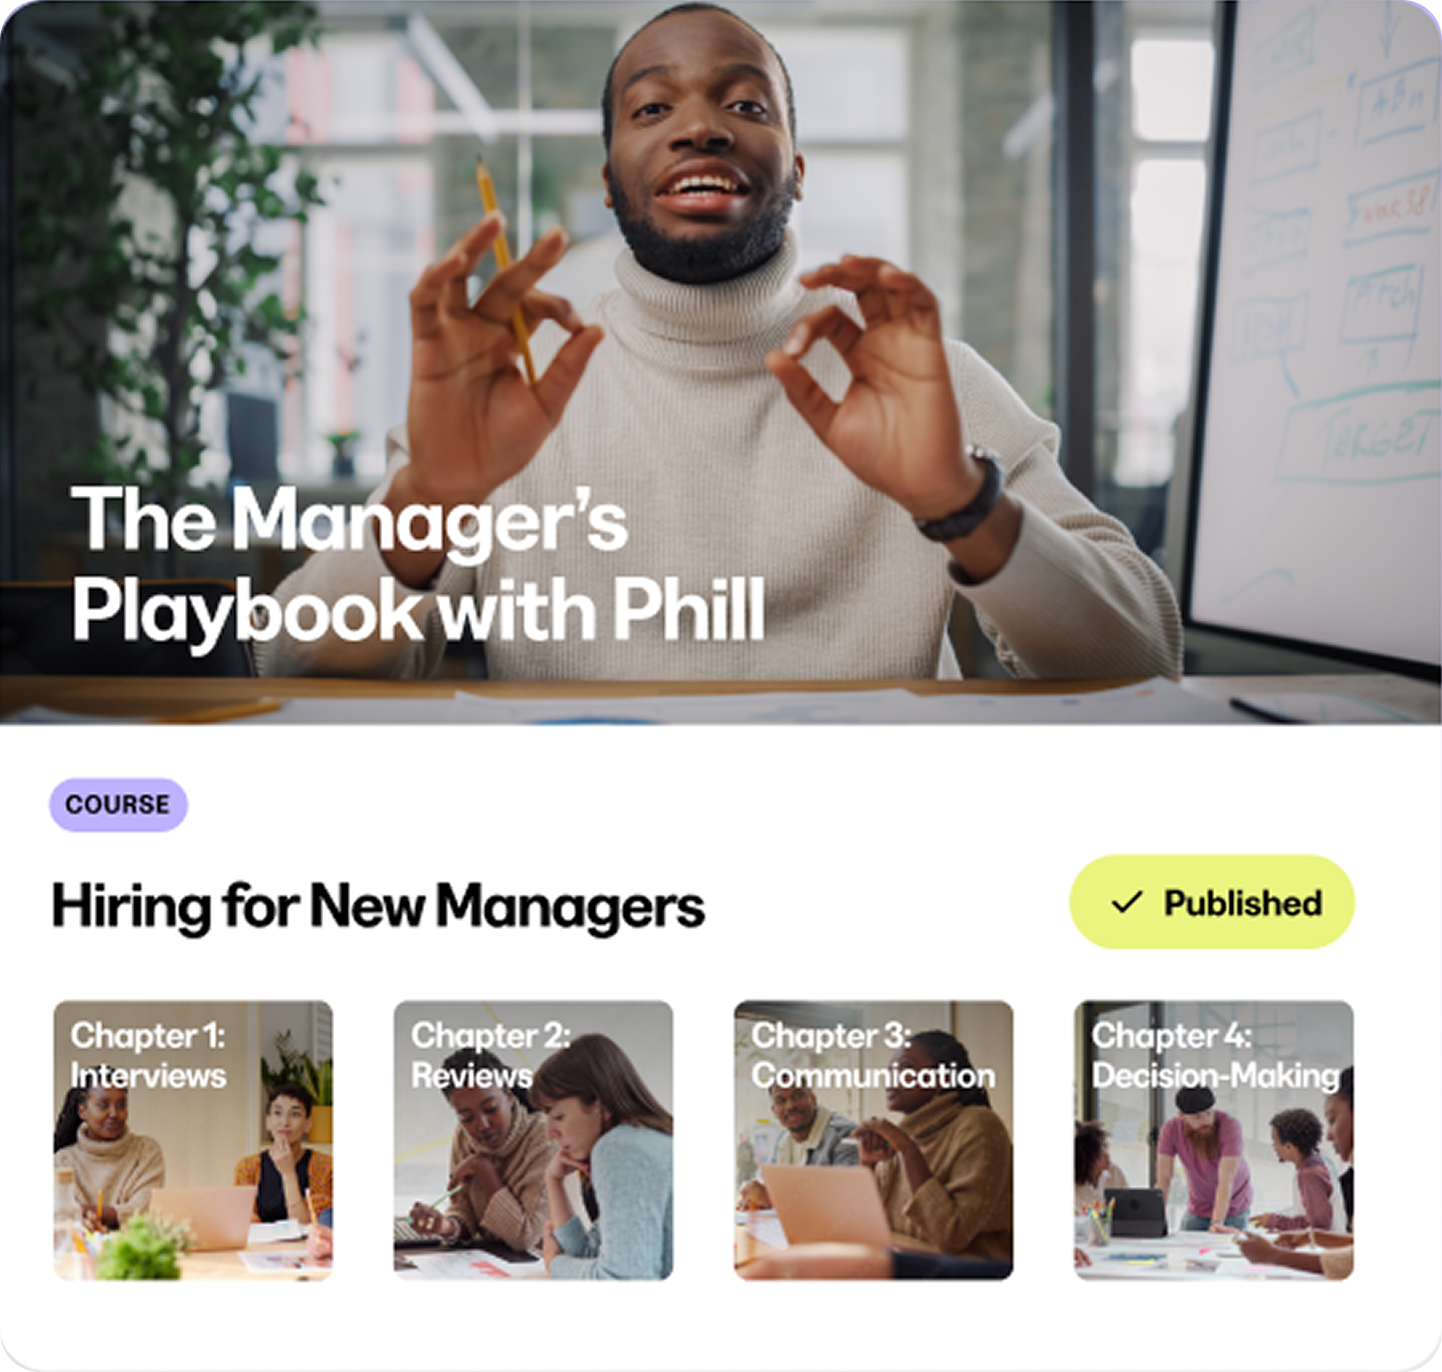 The Manager’s
Playbook with Phill
TARGET
COURSE
Hiring for New Managers
Published
Chapter 1:
Interviews
Chapter 2:
Reviews
Chapter 3:
Communication
Chapter 4:
Decision-Making